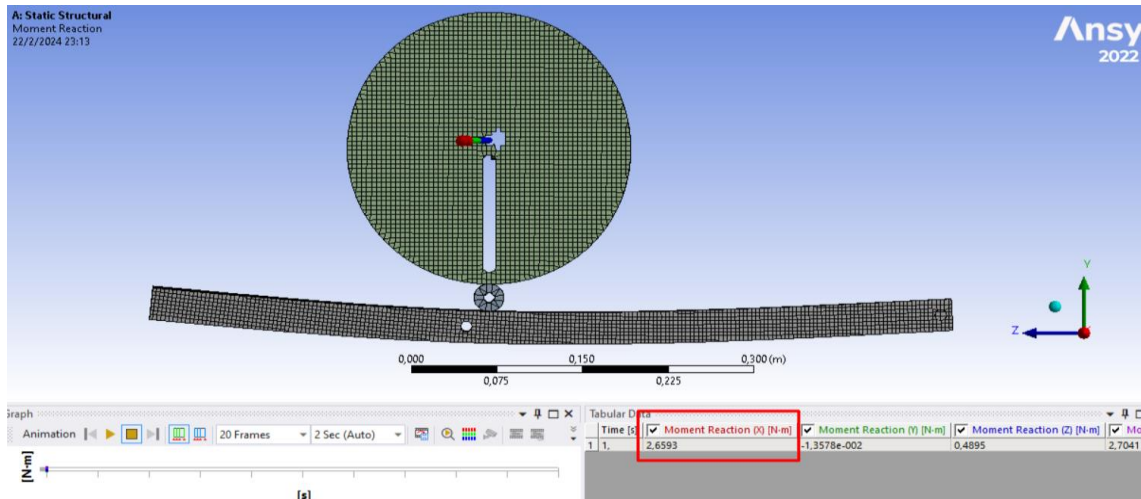 A: Static Structural
Moment Reaction
22/2/2024 23:13
Ansy
2022
Y
Z
0,000 0,150 0,300 (m)
0,075 0,225
Graph
Tabular Data
Animation 20 Frames 2 Sec (Auto)
Time [s] Moment Reaction (X) [N·m] Moment Reaction (Y) [N·m] Moment Reaction (Z) [N·m] Mo
1 1, 2,6593 -1,3578e-002 0,4895 2,7041
[N·m]
[s]